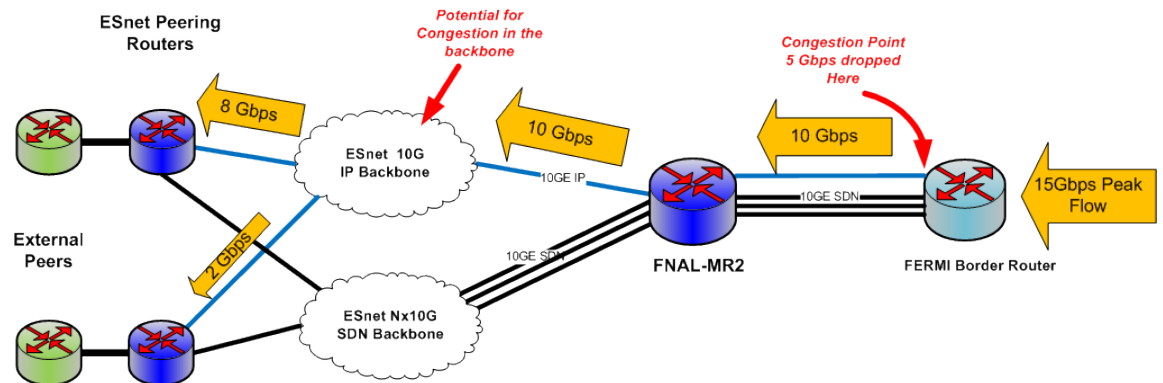 ESnet Peering
Routers
Potential for
Congestion in the
backbone
Congestion Point
5 Gbps dropped
Here
8 Gbps
10 Gbps
10 Gbps
ESnet  10G
IP Backbone
10GE IP
10GE SDN
15Gbps Peak
Flow
External
Peers
2 Gbps
10GE SDN
FNAL-MR2
FERMI Border Router
ESnet Nx10G
SDN Backbone